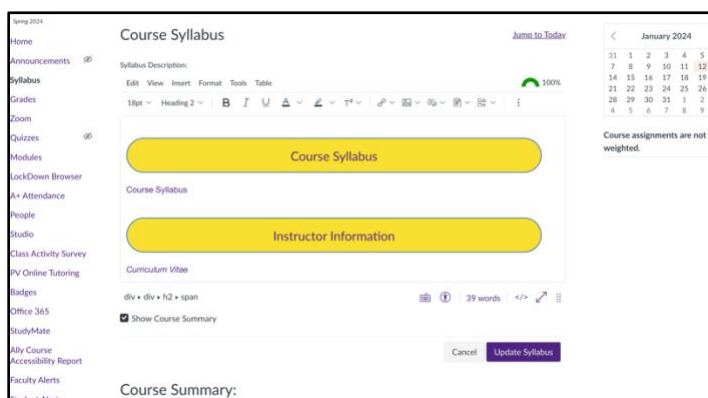 Spring 2024
Home
Announcements
Syllabus
Grades
Zoom
Quizzes
Modules
LockDown Browser
A+ Attendance
People
Studio
Class Activity Survey
PV Online Tutoring
Badges
Office 365
StudyMate
Ally Course
Accessibility Report
Faculty Alerts
Course Syllabus
Jump to Today
Syllabus Description:
Edit View Insert Format Tools Table
100%
18pt Heading 2 B I U A T²
Course Syllabus
Course Syllabus
Instructor Information
Curriculum Vitae
div ▸ div ▸ h2 ▸ span
39 words </>
Show Course Summary
Cancel Update Syllabus
Course Summary:
January 2024
31 1 2 3 4 5
7 8 9 10 11 12
14 15 16 17 18 19
21 22 23 24 25 26
28 29 30 31 1 2
4 5 6 7 8 9
Course assignments are not
weighted.